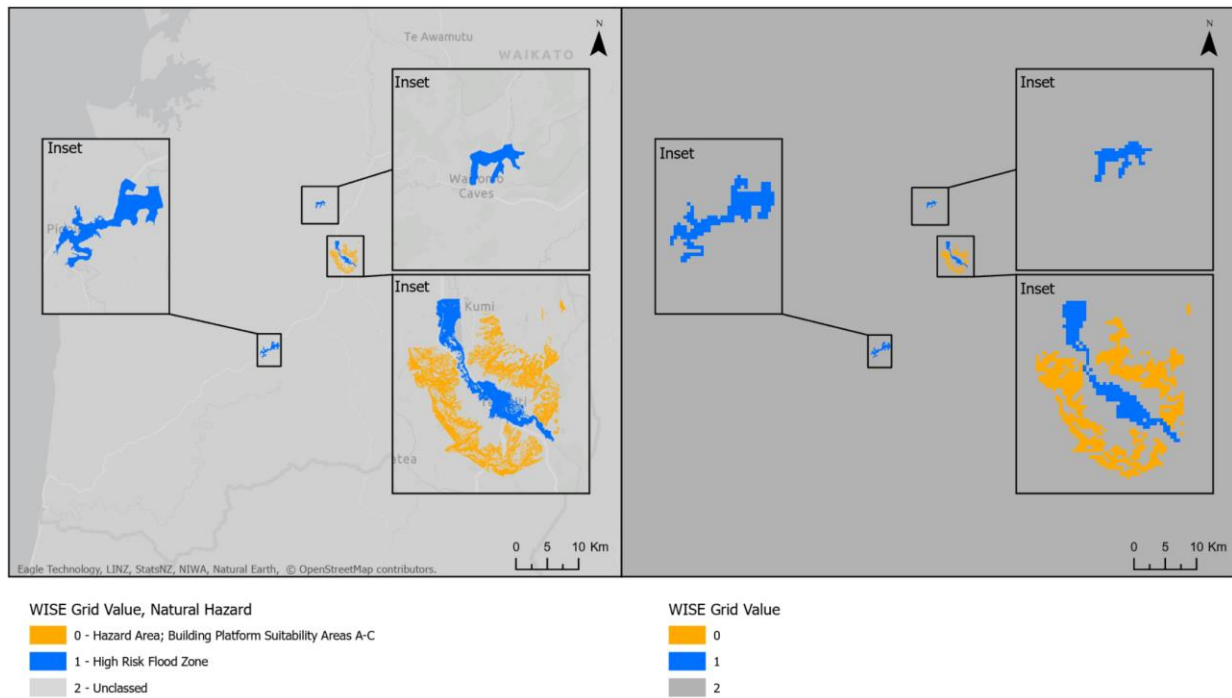 N
Te Awamutu
WAIKATO
Inset
Inset
Caves
Inset
Kumi
0 5 10 Km
Eagle Technology, LINZ, StatsNZ, NIWA, Natural Earth, © OpenStreetMap contributors.
N
Inset
Inset
Inset
0 5 10 Km
WISE Grid Value, Natural Hazard
0 - Hazard Area; Building Platform Suitability Areas A-C
1 - High Risk Flood Zone
2 - Unclassed
WISE Grid Value
0
1
2